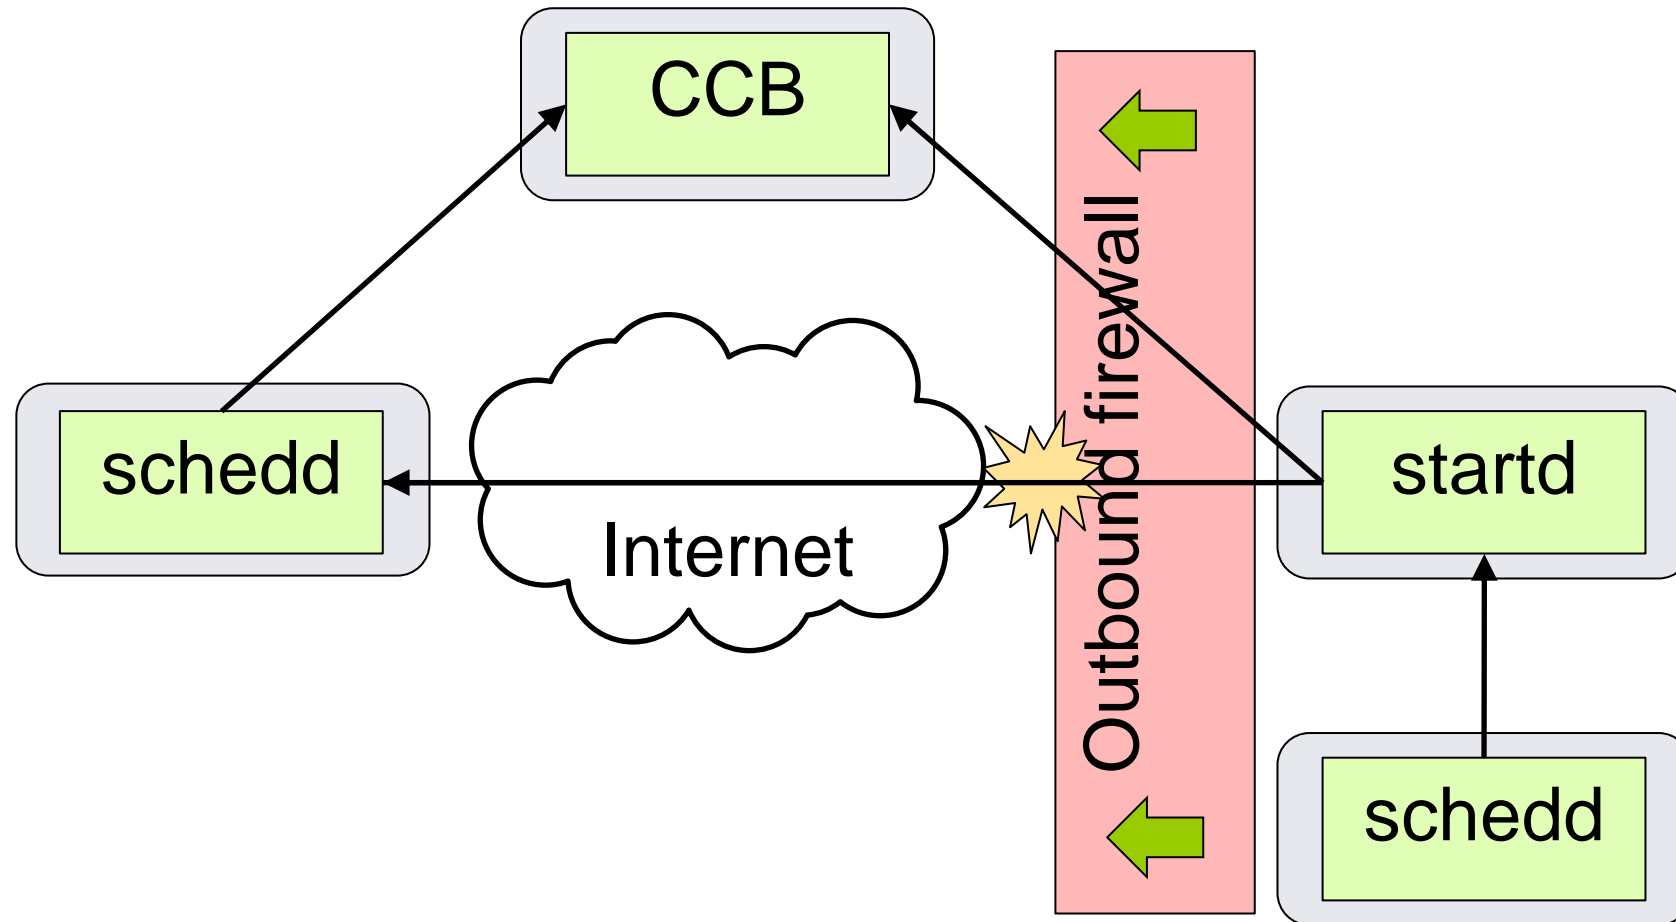 CCB
Outbound firewall
schedd
startd
Internet
schedd